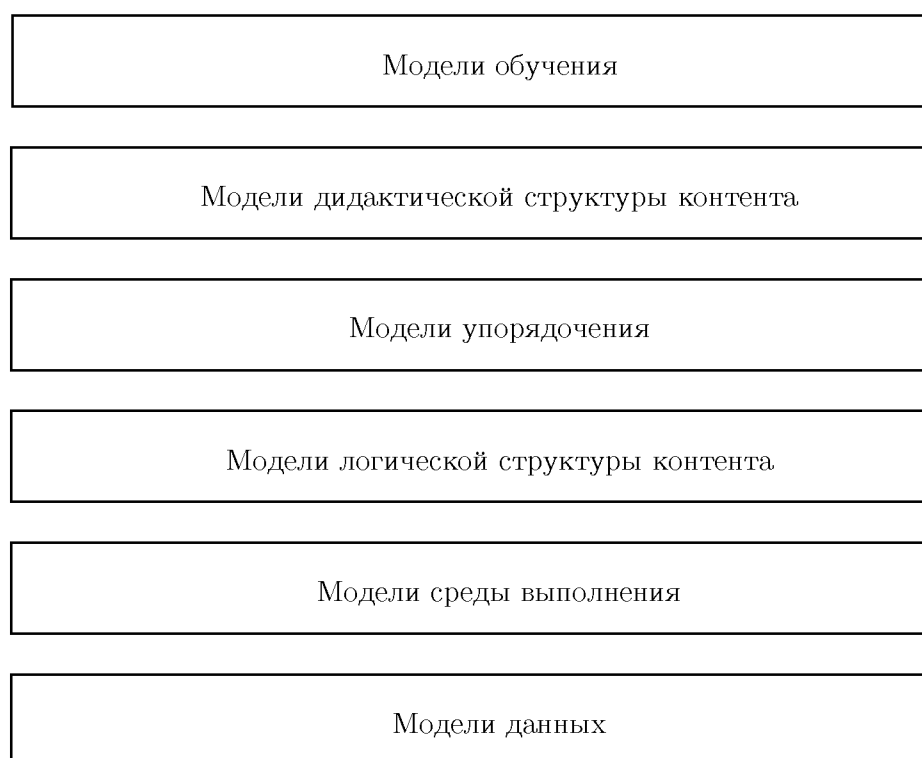 Модели обучения
Модели дидактической структуры контента
Модели упорядочения
Модели логической структуры контента
Модели среды выполнения
Модели данных